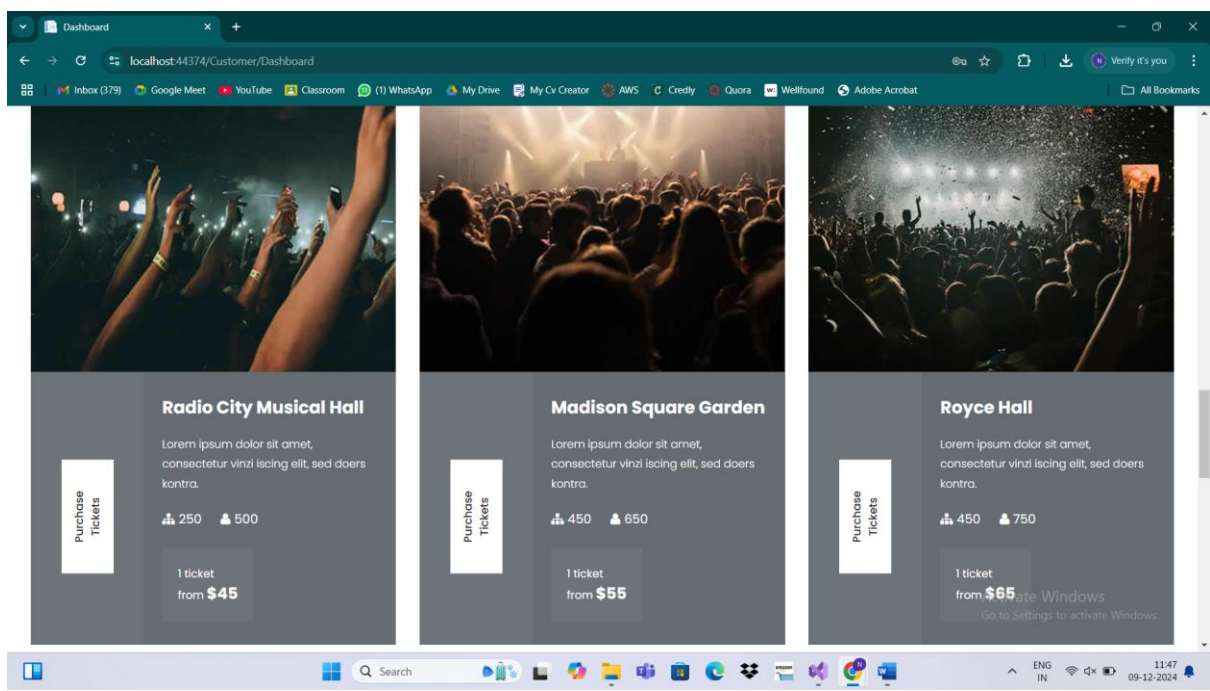 Dashboard
localhost:44374/Customer/Dashboard
Verify it's you
Inbox (379) Google Meet YouTube Classroom (1) WhatsApp My Drive My Cv Creator AWS Credly Quora Wellfound Adobe Acrobat All Bookmarks
Radio City Musical Hall
Lorem ipsum dolor sit amet,
consectetur vinzi iscing elit, sed doers
kontra.
250 500
Purchase
Tickets
1 ticket
from $45
Madison Square Garden
Lorem ipsum dolor sit amet,
consectetur vinzi iscing elit, sed doers
kontra.
450 650
Purchase
Tickets
1 ticket
from $55
Royce Hall
Lorem ipsum dolor sit amet,
consectetur vinzi iscing elit, sed doers
kontra.
450 750
Purchase
Tickets
1 ticket
from $65
Activate Windows
Go to Settings to activate Windows.
Search
ENG
IN
11:47
09-12-2024